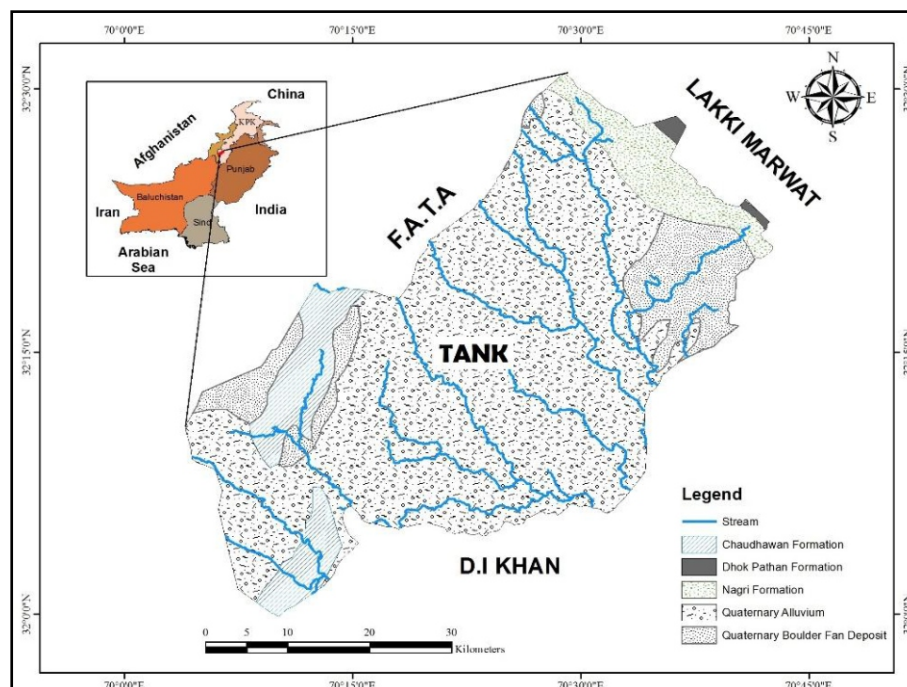 70°0'0"E
70°15'0"E
70°30'0"E
70°45'0"E
32°30'0"N
32°15'0"N
32°0'0"N
N
W
E
S
China
Afghanistan
KPK
Punjab
Baluchistan
Iran
India
Sind
Arabian
Sea
LAKKI MARWAT
F.A.T.A
TANK
D.I KHAN
Legend
Stream
Chaudhawan Formation
Dhok Pathan Formation
Nagri Formation
Quaternary Alluvium
Quaternary Boulder Fan Deposit
0 5 10 20 30
Kilometers
70°0'0"E
70°15'0"E
70°30'0"E
70°45'0"E